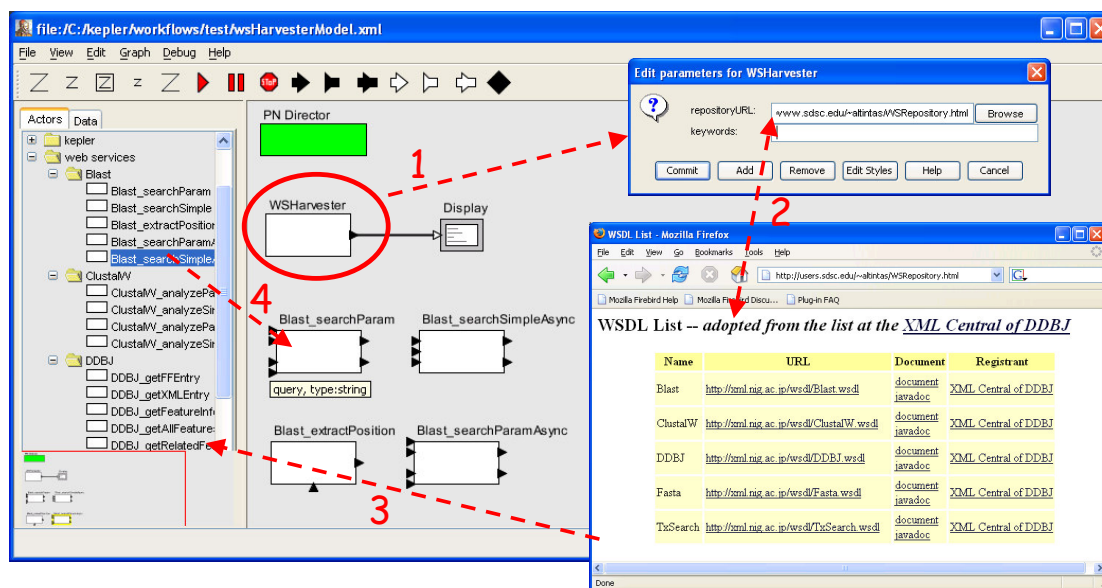 file:/C:/kepler/workflows/test/wsHarvesterModel.xml
File View Edit Graph Debug Help
Z Z Z z Z STOP
Actors Data
kepler
web services
Blast
Blast_searchParam
Blast_searchSimple
Blast_extractPosition
Blast_searchParamA
Blast_searchSimpleA
ClustalW
ClustalW_analyzePa
ClustalW_analyzeSir
ClustalW_analyzePa
ClustalW_analyzeSir
DDBJ
DDBJ_getFFEntry
DDBJ_getXMLEntry
DDBJ_getFeatureInfo
DDBJ_getAllFeatures
DDBJ_getRelatedFe
PN Director
1
WSHarvester
Display
4
Blast_searchParam
Blast_searchSimpleAsync
query, type:string
Blast_extractPosition
Blast_searchParamAsync
3
Edit parameters for WSHarvester
?
repositoryURL: www.sdsc.edu/~altintas/WSRepository.html Browse
keywords:
Commit Add Remove Edit Styles Help Cancel
2
WSDL List - Mozilla Firefox
File Edit View Go Bookmarks Tools Help
http://users.sdsc.edu/~altintas/WSRepository.html G
Mozilla Firebird Help Mozilla Firebird Discu... Plug-in FAQ
WSDL List -- adopted from the list at the XML Central of DDBJ
Name URL Document Registrant
Blast http://xml.nig.ac.jp/wsdl/Blast.wsdl document javadoc XML Central of DDBJ
ClustalW http://xml.nig.ac.jp/wsdl/ClustalW.wsdl document javadoc XML Central of DDBJ
DDBJ http://xml.nig.ac.jp/wsdl/DDBJ.wsdl document javadoc XML Central of DDBJ
Fasta http://xml.nig.ac.jp/wsdl/Fasta.wsdl document javadoc XML Central of DDBJ
TxSearch http://xml.nig.ac.jp/wsdl/TxSearch.wsdl document javadoc XML Central of DDBJ
Done